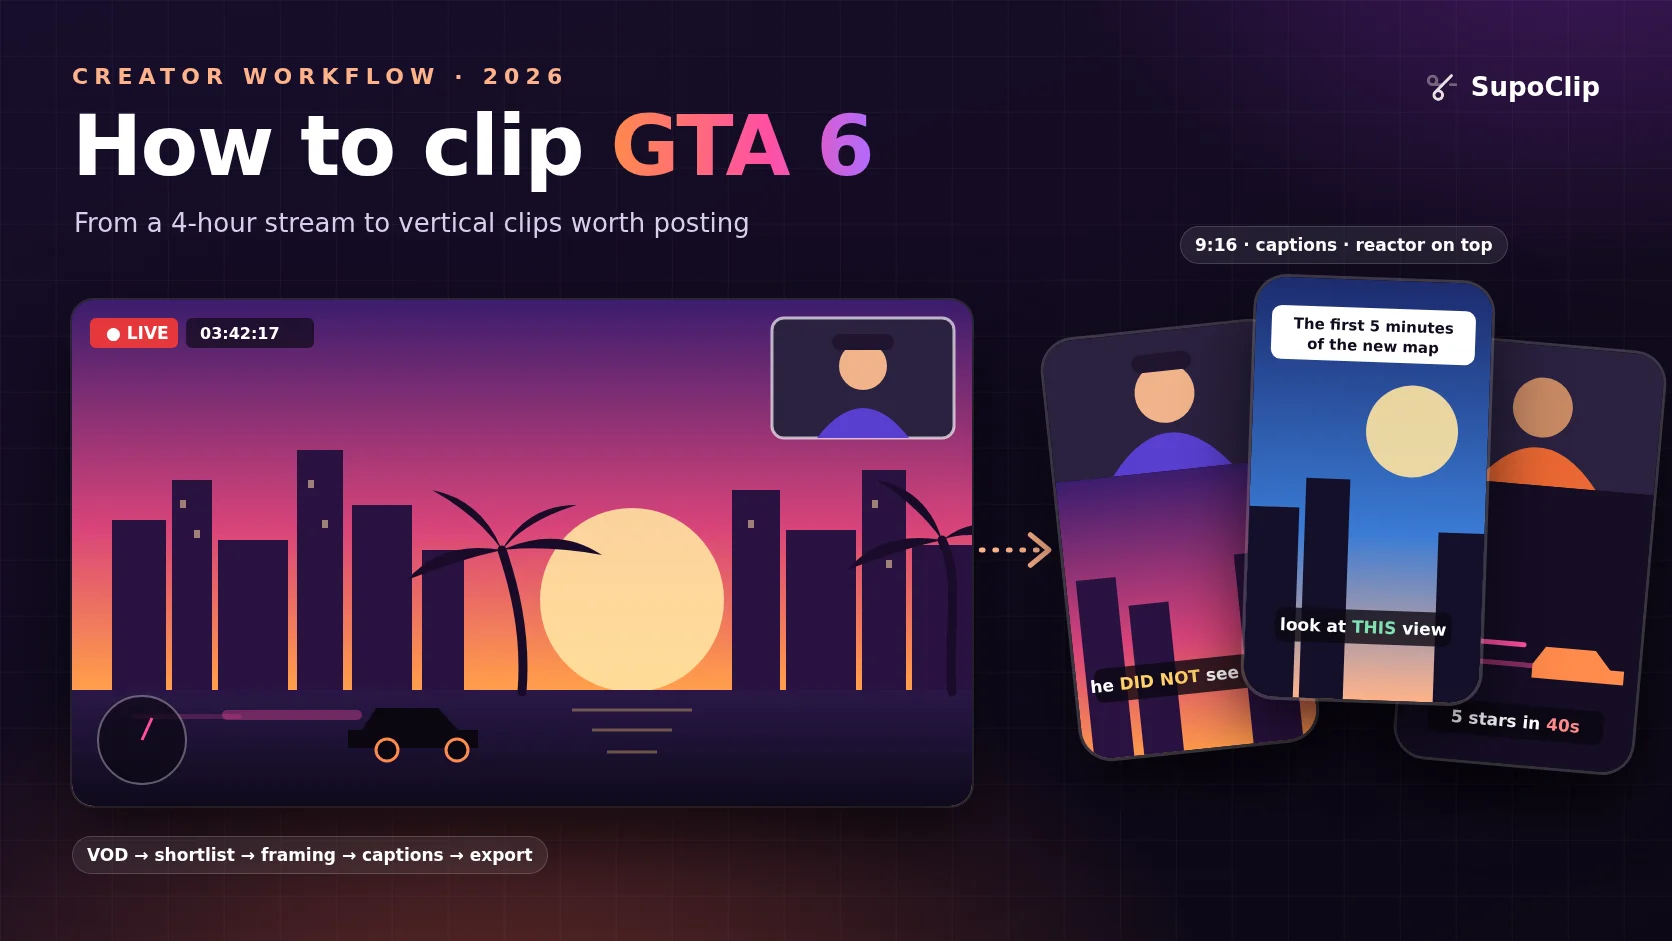 CREATOR WORKFLOW · 2026
SupoClip
How to clip GTA 6
From a 4-hour stream to vertical clips worth posting
9:16 · captions · reactor on top
● LIVE
03:42:17
The first 5 minutes
of the new map
look at THIS view
he DID NOT see
5 stars in 40s
VOD → shortlist → framing → captions → export